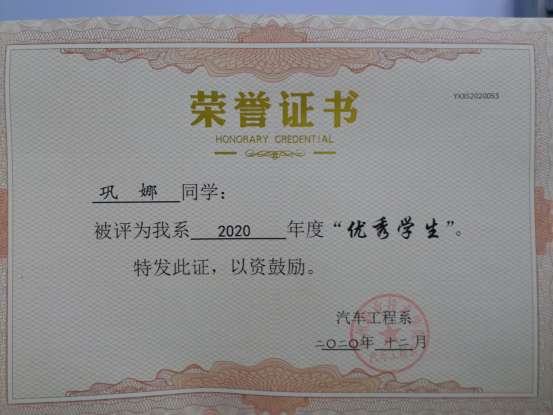 YXXS2020053
荣誉证书
HONORARY CREDENTIAL
巩 娜 同学：
被评为我系 2020 年度“优秀学生”。
特发此证，以资鼓励。
汽车工程系
二〇二〇年 十二月